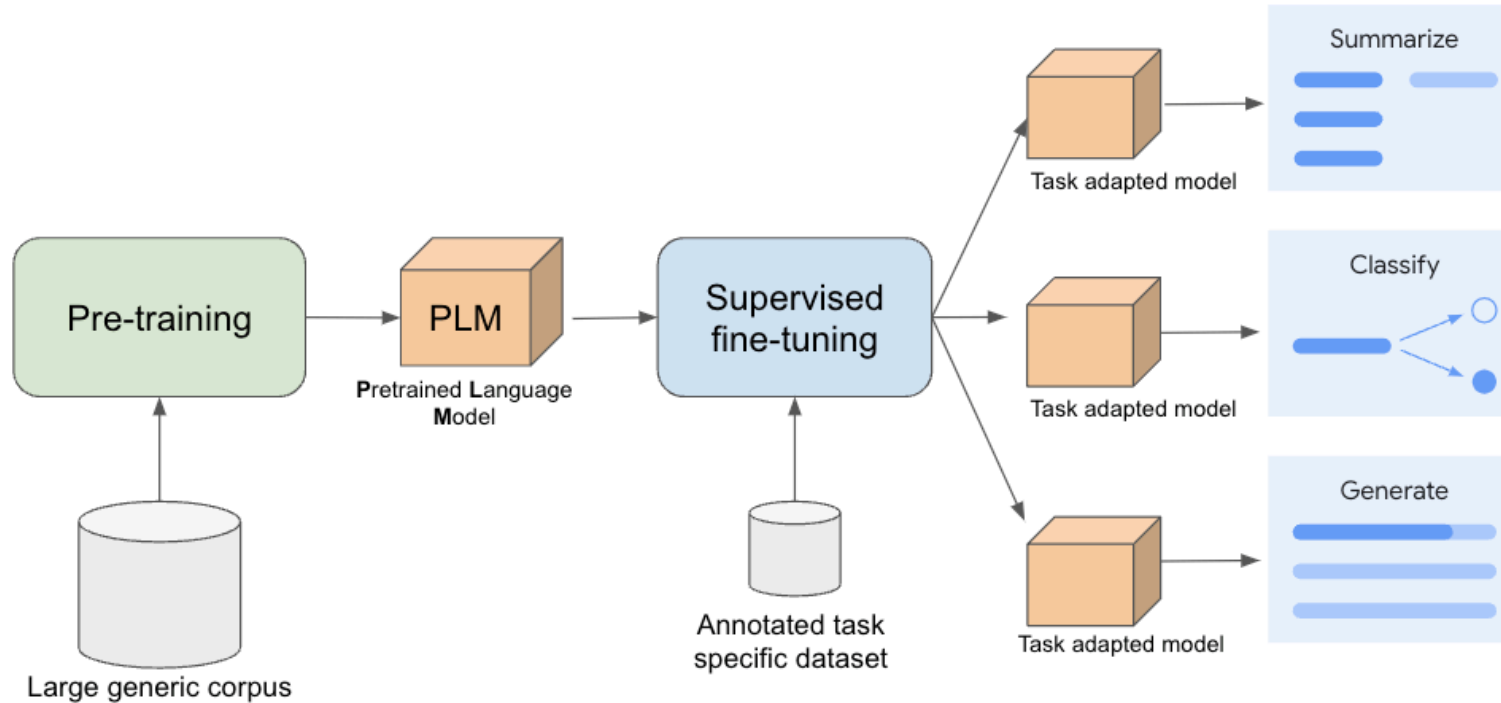 Pre-training
Large generic corpus
PLM
Pretrained Language
Model
Supervised
fine-tuning
Annotated task
specific dataset
Task adapted model
Summarize
Task adapted model
Classify
Task adapted model
Generate